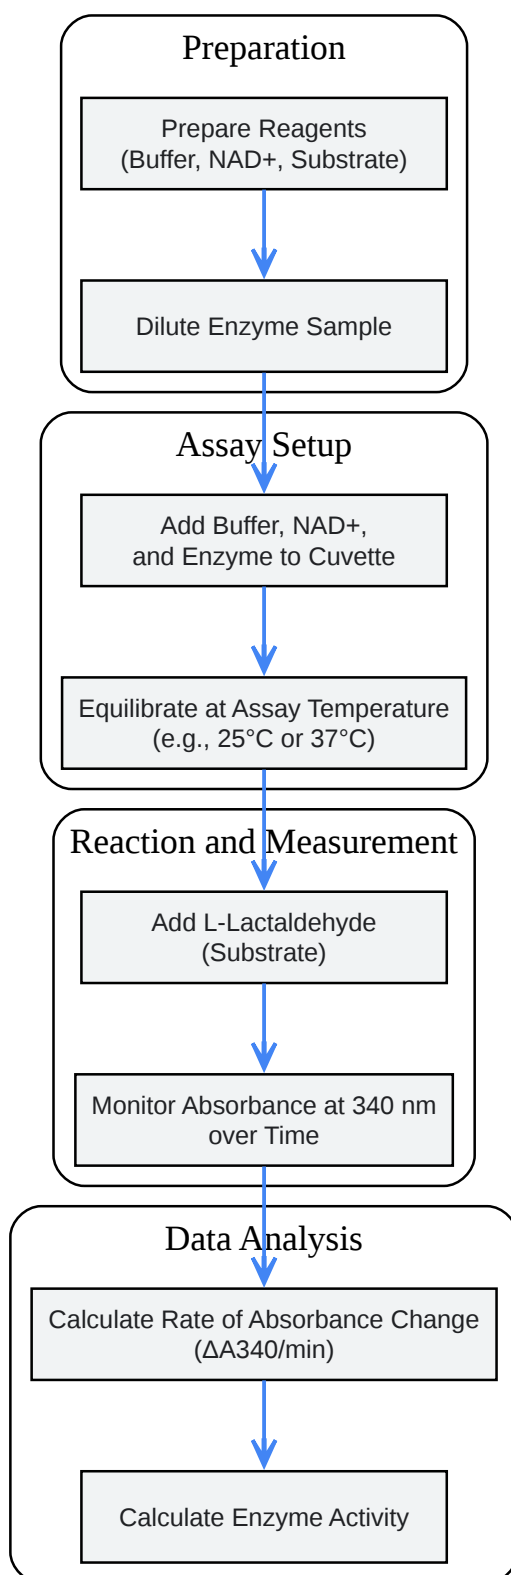 Preparation
Prepare Reagents
(Buffer, NAD+, Substrate)
Dilute Enzyme Sample
Assay Setup
Add Buffer, NAD+,
and Enzyme to Cuvette
Equilibrate at Assay Temperature
(e.g., 25°C or 37°C)
Reaction and Measurement
Add L-Lactaldehyde
(Substrate)
Monitor Absorbance at 340 nm
over Time
Data Analysis
Calculate Rate of Absorbance Change
(ΔA340/min)
Calculate Enzyme Activity